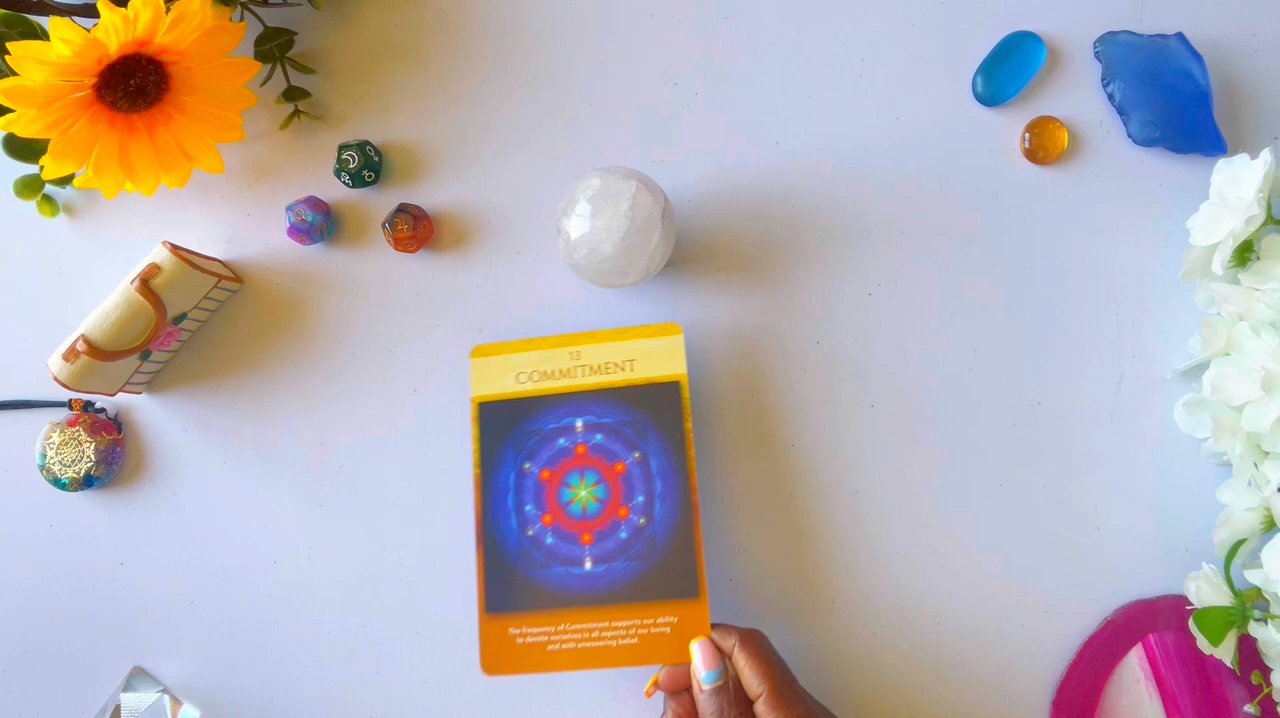 13
COMMITMENT
The frequency of Commitment supports our ability
to devote ourselves in all aspects of our being
and with unwavering belief.